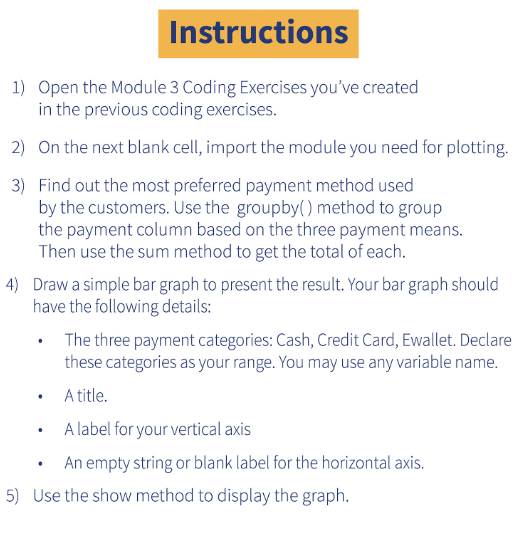 Instructions
1) Open the Module 3 Coding Exercises you've created
in the previous coding exercises.
2) On the next blank cell, import the module you need for plotting.
3) Find out the most preferred payment method used
by the customers. Use the groupby( ) method to group
the payment column based on the three payment means.
Then use the sum method to get the total of each.
4) Draw a simple bar graph to present the result. Your bar graph should
have the following details:
• The three payment categories: Cash, Credit Card, Ewallet. Declare
these categories as your range. You may use any variable name.
• A title.
• A label for your vertical axis
• An empty string or blank label for the horizontal axis.
5) Use the show method to display the graph.